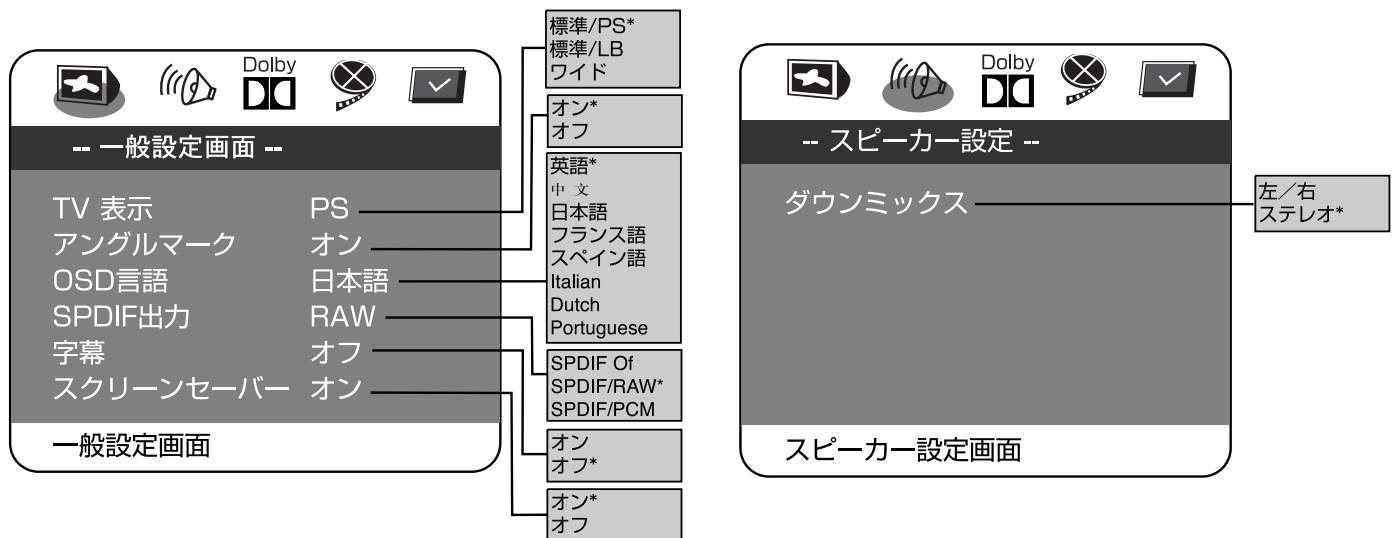 Dolby
-- 一般設定画面 --
TV 表示 PS
アングルマーク オン
OSD言語 日本語
SPDIF出力 RAW
字幕 オフ
スクリーンセーバー オン
一般設定画面
標準/PS*
標準/LB
ワイド
オン*
オフ
英語*
中 文
日本語
フランス語
スペイン語
Italian
Dutch
Portuguese
SPDIF Of
SPDIF/RAW*
SPDIF/PCM
オン
オフ*
オン*
オフ
Dolby
-- スピーカー設定 --
ダウンミックス
スピーカー設定画面
左／右
ステレオ*